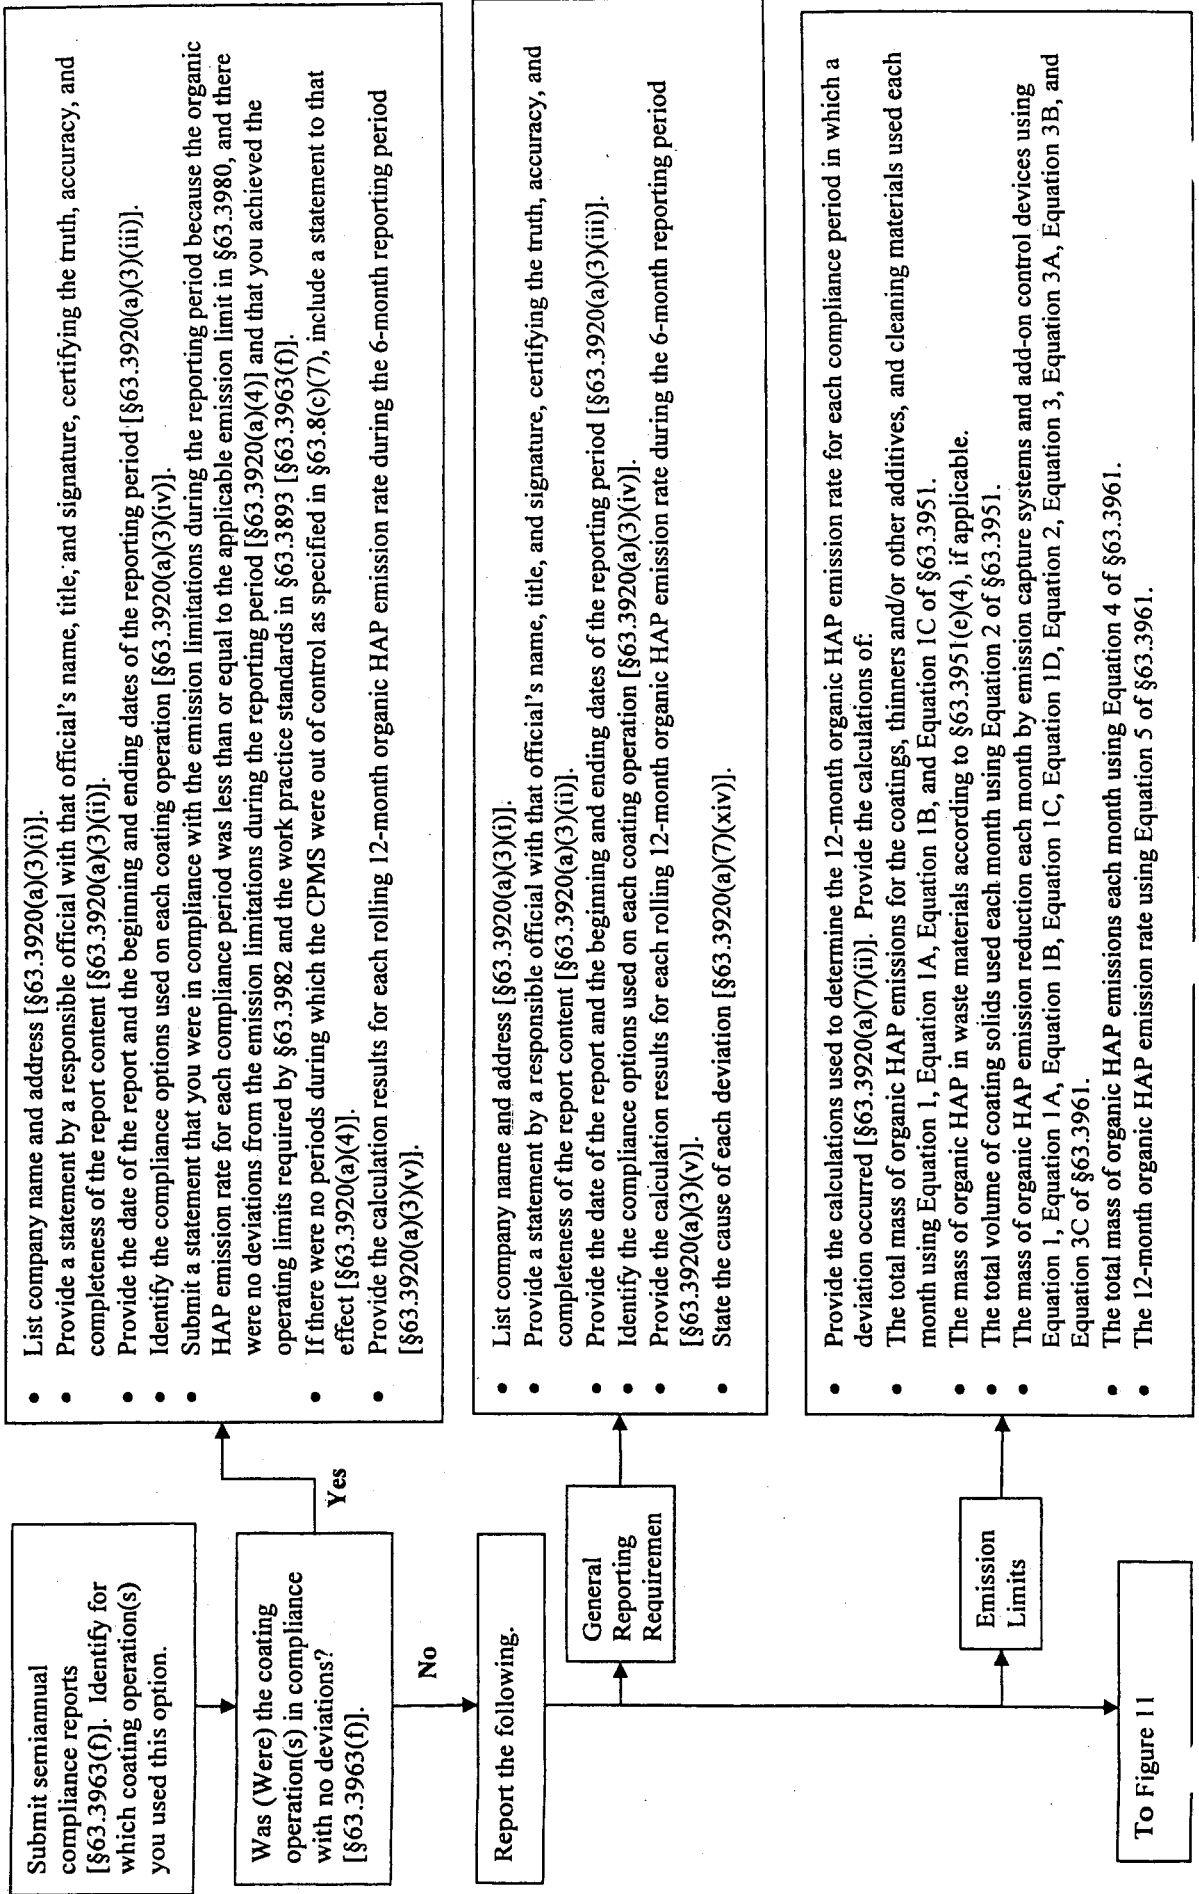 Submit semiannual
compliance reports
[§63.3963(f)]. Identify for
which coating operation(s)
you used this option.
Was (Were) the coating
operation(s) in compliance
with no deviations?
[§63.3963(f)].
Yes
• List company name and address [§63.3920(a)(3)(i)].
• Provide a statement by a responsible official with that official's name, title, and signature, certifying the truth, accuracy, and
completeness of the report content [§63.3920(a)(3)(ii)].
• Provide the date of the report and the beginning and ending dates of the reporting period [§63.3920(a)(3)(iii)].
• Identify the compliance options used on each coating operation [§63.3920(a)(3)(iv)].
• Submit a statement that you were in compliance with the emission limitations during the reporting period because the organic
HAP emission rate for each compliance period was less than or equal to the applicable emission limit in §63.3980, and there
were no deviations from the emission limitations during the reporting period [§63.3920(a)(4)] and that you achieved the
operating limits required by §63.3982 and the work practice standards in §63.3893 [§63.3963(f)].
• If there were no periods during which the CPMS were out of control as specified in §63.8(c)(7), include a statement to that
effect [§63.3920(a)(4)].
• Provide the calculation results for each rolling 12-month organic HAP emission rate during the 6-month reporting period
[§63.3920(a)(3)(v)].
No
Report the following.
General
Reporting
Requiremen
• List company name and address [§63.3920(a)(3)(i)].
• Provide a statement by a responsible official with that official's name, title, and signature, certifying the truth, accuracy, and
completeness of the report content [§63.3920(a)(3)(ii)].
• Provide the date of the report and the beginning and ending dates of the reporting period [§63.3920(a)(3)(iii)].
• Identify the compliance options used on each coating operation [§63.3920(a)(3)(iv)].
• Provide the calculation results for each rolling 12-month organic HAP emission rate during the 6-month reporting period
[§63.3920(a)(3)(v)].
• State the cause of each deviation [§63.3920(a)(7)(xiv)].
Emission
Limits
• Provide the calculations used to determine the 12-month organic HAP emission rate for each compliance period in which a
deviation occurred [§63.3920(a)(7)(ii)]. Provide the calculations of:
• The total mass of organic HAP emissions for the coatings, thinners and/or other additives, and cleaning materials used each
month using Equation 1, Equation 1A, Equation 1B, and Equation 1C of §63.3951.
• The mass of organic HAP in waste materials according to §63.3951(e)(4), if applicable.
• The total volume of coating solids used each month using Equation 2 of §63.3951.
• The mass of organic HAP emission reduction each month by emission capture systems and add-on control devices using
Equation 1, Equation 1A, Equation 1B, Equation 1C, Equation 1D, Equation 2, Equation 3, Equation 3A, Equation 3B, and
Equation 3C of §63.3961.
• The total mass of organic HAP emissions each month using Equation 4 of §63.3961.
• The 12-month organic HAP emission rate using Equation 5 of §63.3961.
To Figure 11